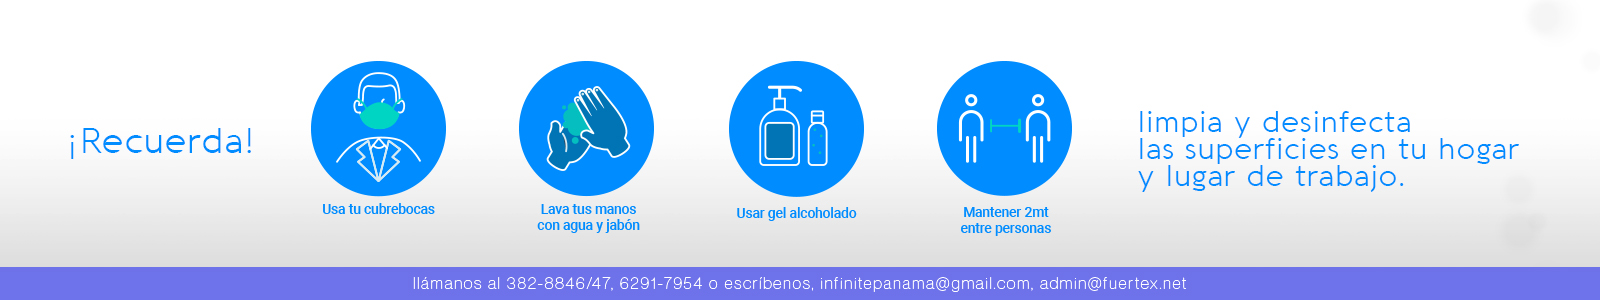 ¡Recuerda!
Usa tu cubrebocas
Lava tus manos
con agua y jabón
Usar gel alcoholado
Mantener 2mt
entre personas
limpia y desinfecta
las superficies en tu hogar
y lugar de trabajo.
llámanos al 382-8846/47, 6291-7954 o escríbenos, infinitepanama@gmail.com, admin@fuertex.net